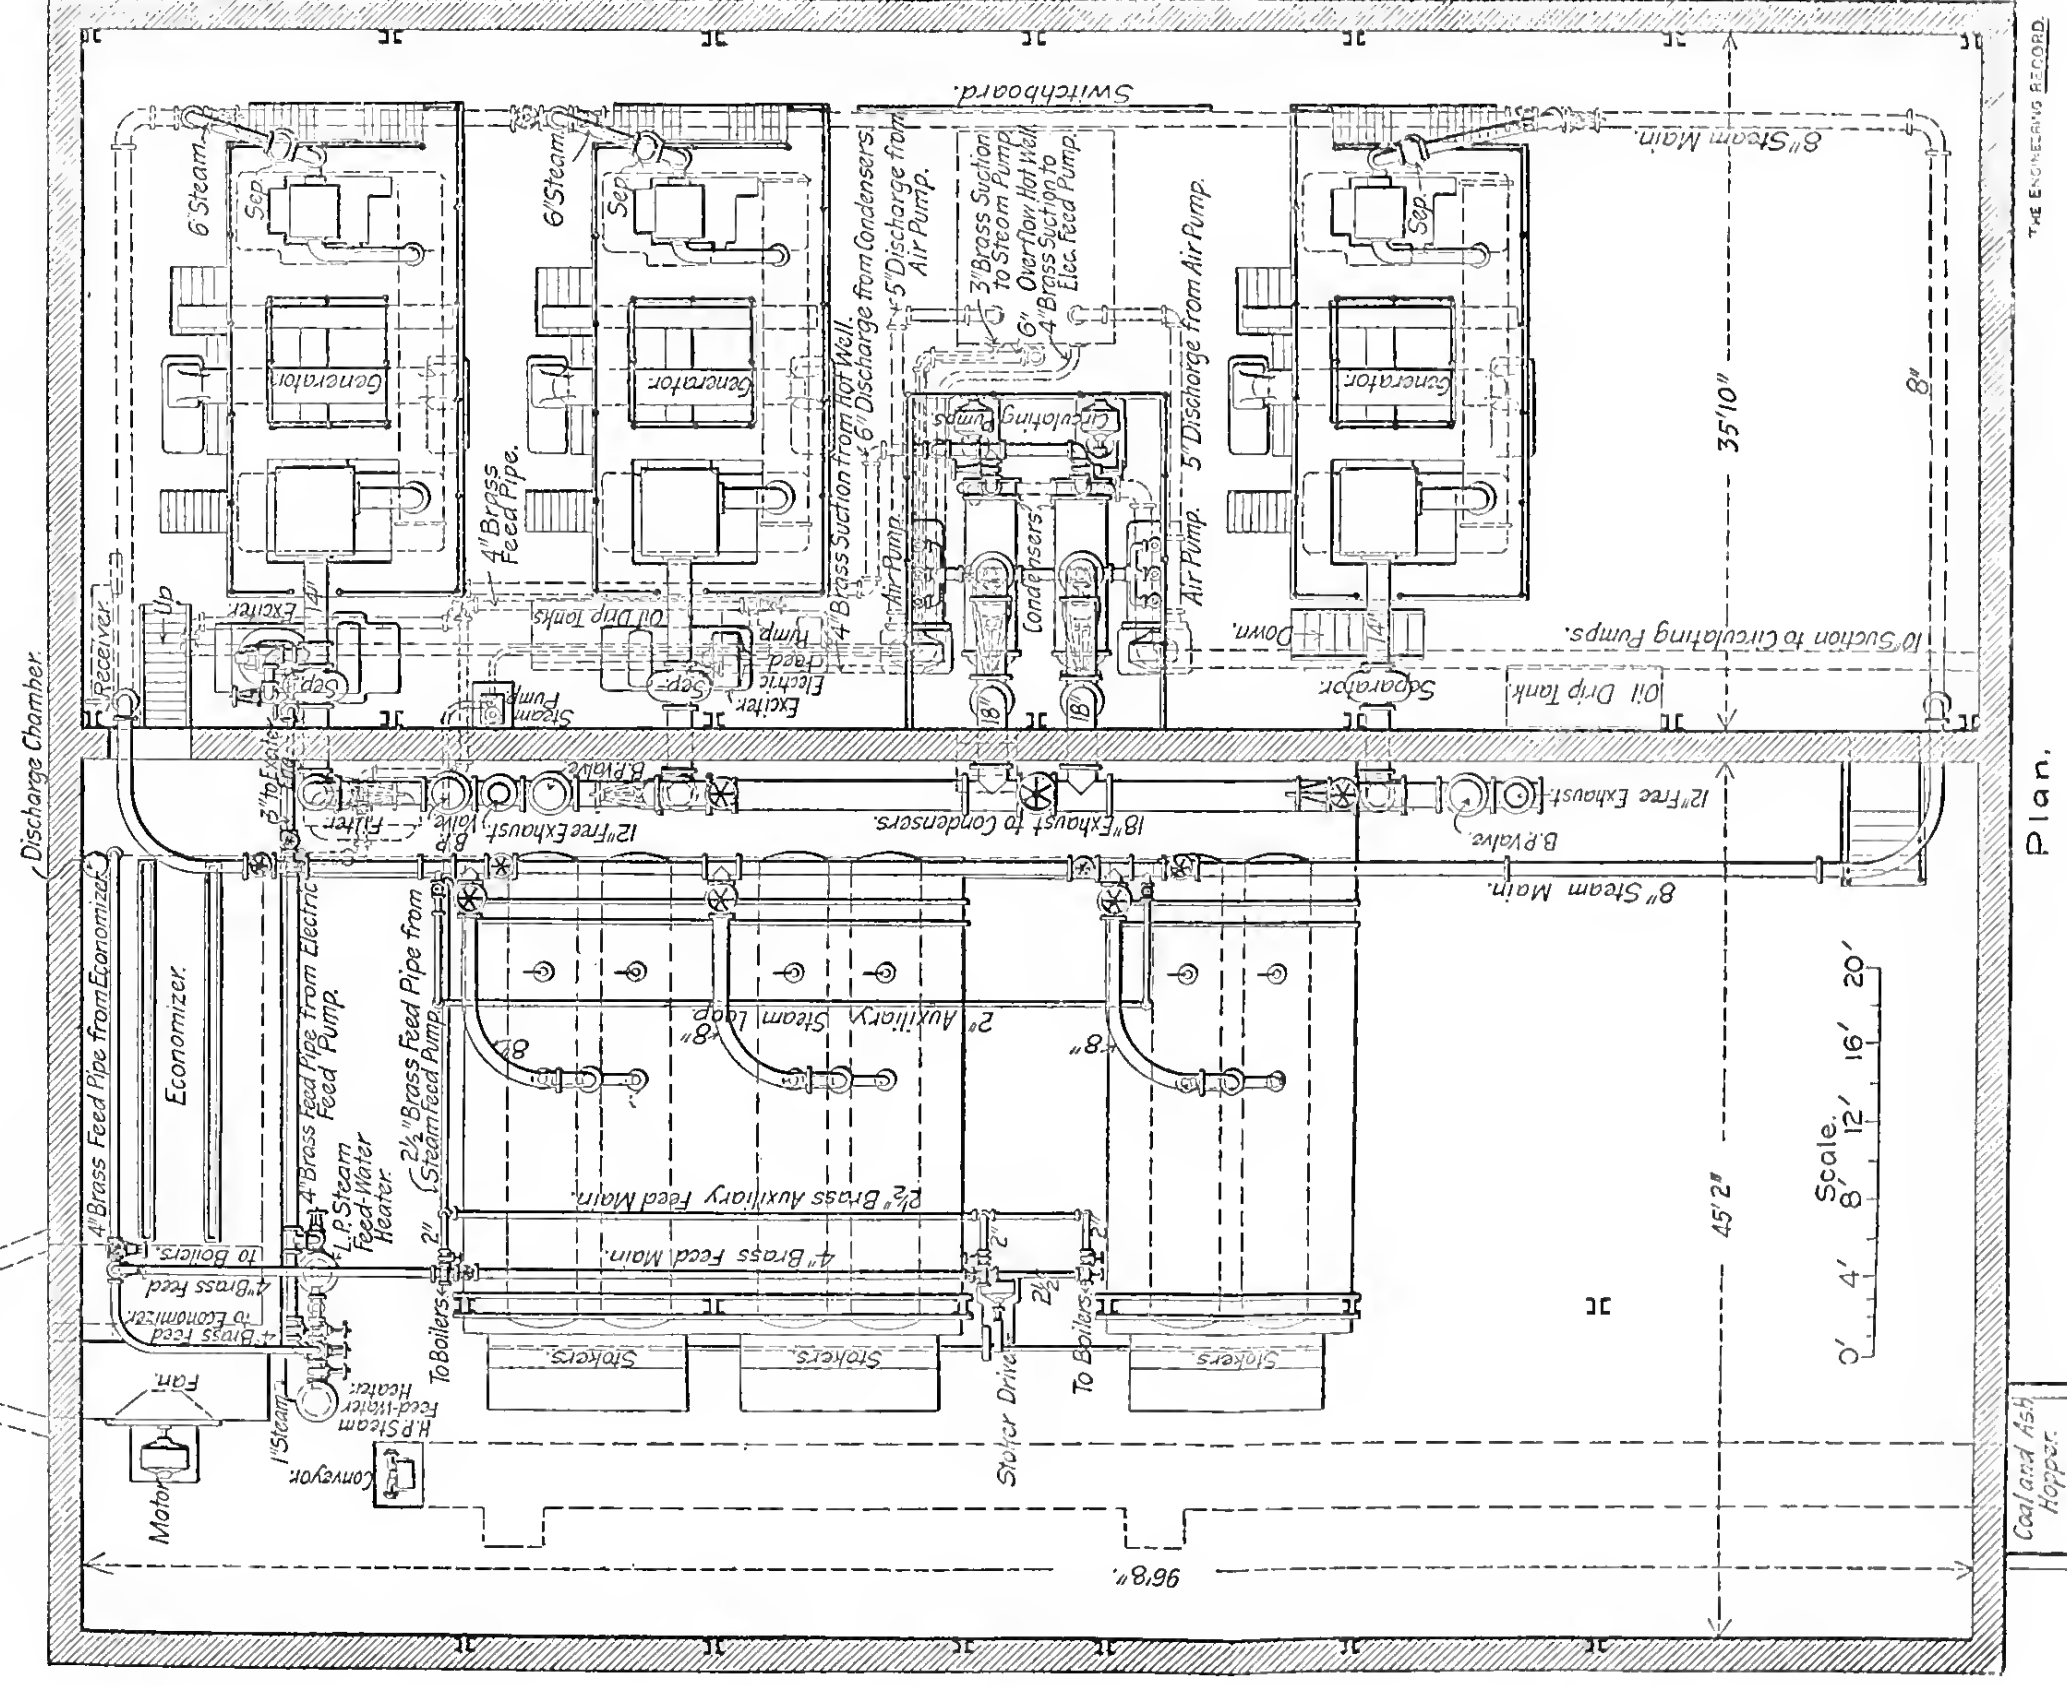 THE ENGINEERING RECORD.
Switchboard.
6"Steam.
Sep.
6"Steam
Sep.
8"Steam Main.
Sep.
3"Brass Suction
to Steam Pump.
6"
Overflow Hot Well.
4"Brass Suction to
Elec. Feed Pump.
5"Discharge from
Air Pump.
6"Discharge from Condensers.
4"Brass Suction from Hot Well.
5"Discharge from Air Pump.
Generator.
Generator.
Generator.
Circulating
Pumps
35'10"
8"
4"Brass
Feed Pipe.
Air Pump.
Condensers.
Air Pump.
Receiver.
Up
Exciter.
14"
Sep.
Oil Drip Tanks
Sep.
Electric
Feed
Pump
Exciter.
Steam
Pump
18"
18"
Down.
14"
Separator.
10"Suction to Circulating Pumps.
Oil Drip Tank
Discharge Chamber.
3"to Exciter
Filter
B.P.
Valve
12"Free Exhaust.
B.P.Valve
18"Exhaust to Condensers.
12"Free Exhaust.
B.P.Valve.
8"Steam Main.
Plan.
4"Brass Feed Pipe from Economizer.
Economizer.
4"Brass Feed Pipe from Electric
Feed Pump.
2½"Brass Feed Pipe from
Steam Feed Pump.
8"
8"
8"
2" Auxiliary Steam Loop
L.P.Steam
Feed-Water
Heater.
2½"Brass Auxiliary Feed Main.
4"Brass Feed Main.
2"
2"
2"
2½
4"Brass Feed
to Boilers.
4"Brass Feed
to Economizer.
To Boilers.
To Boilers.
Stokers.
Stokers.
Stokers.
Stoker Drive
Fan.
Motor
1"Steam
H.P.Steam
Feed-Water
Heater.
Conveyor.
45'2"
96'8".
Scale.
0' 4' 8' 12' 16' 20'
Coal and Ash
Hopper.